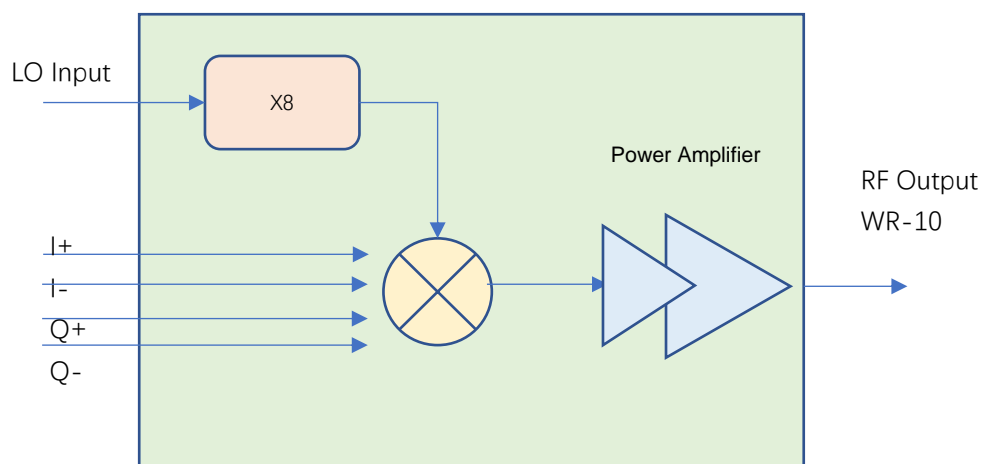 LO Input
X8
Power Amplifier
RF Output
WR-10
I+
I-
Q+
Q-